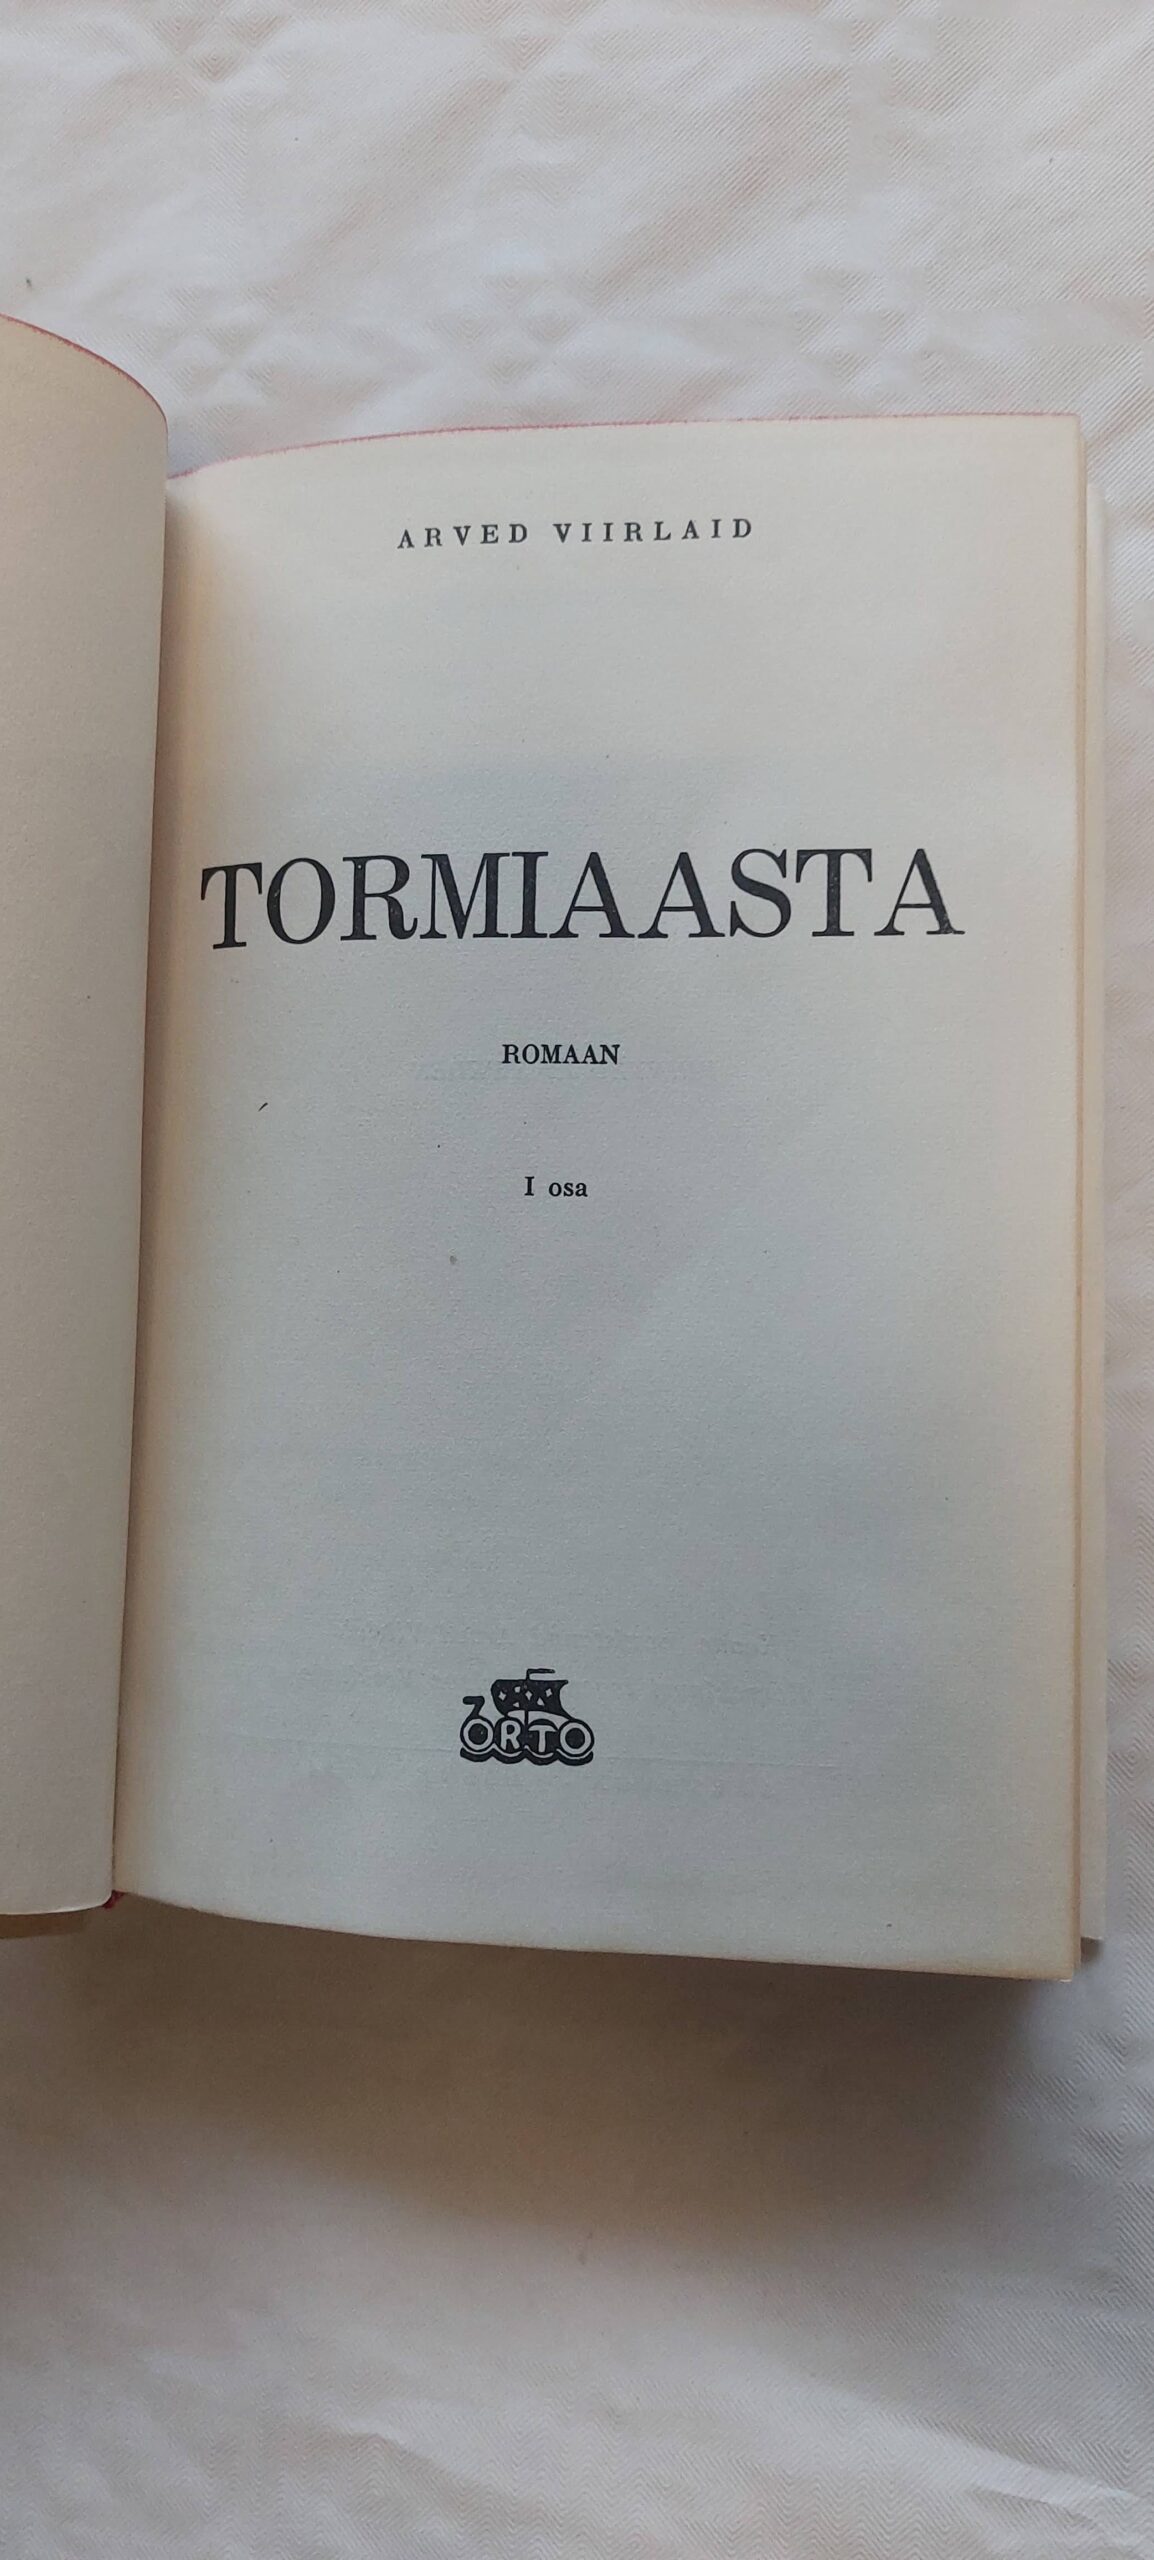 ARVED VIIRLAID
TORMIAASTA
ROMAAN
I osa
ORTO